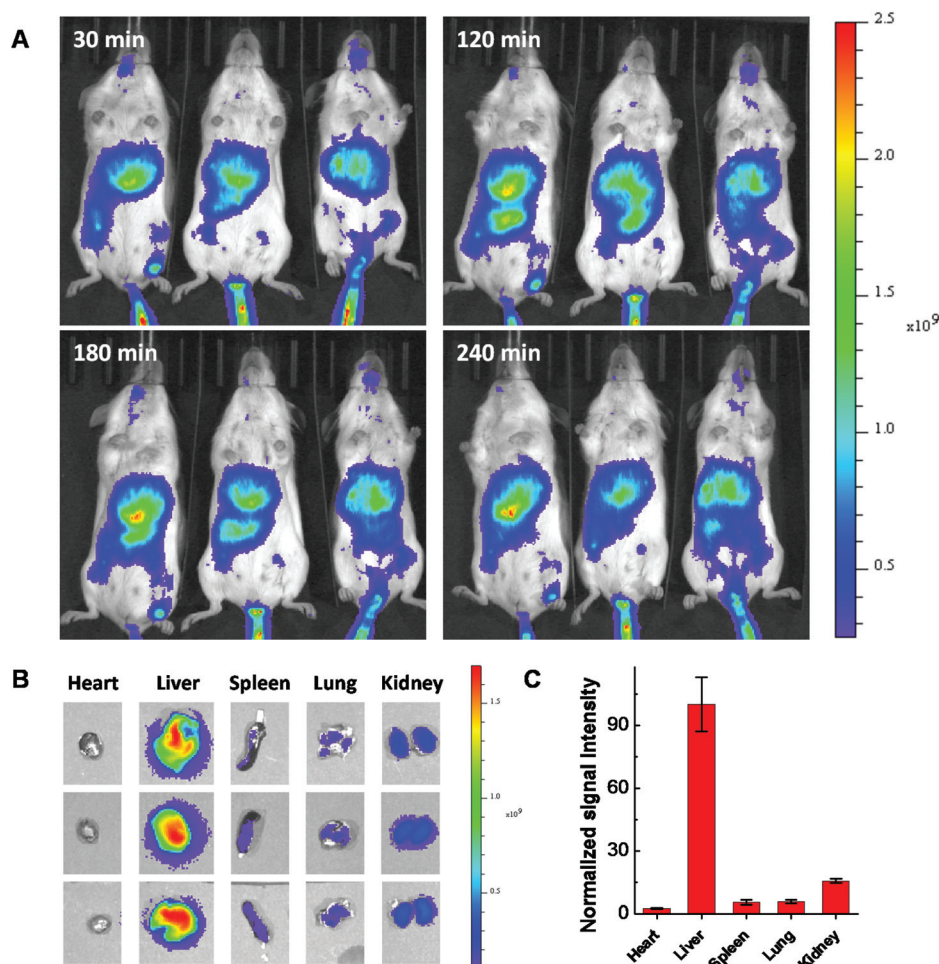 A
30 min
120 min
180 min
240 min
2.5
2.0
1.5
x10⁹
1.0
0.5
B
Heart Liver Spleen Lung Kidney
1.5
1.0
x10⁹
0.5
C
Normalized signal Intensity
90
60
30
0
Heart
Liver
Spleen
Lung
Kidney